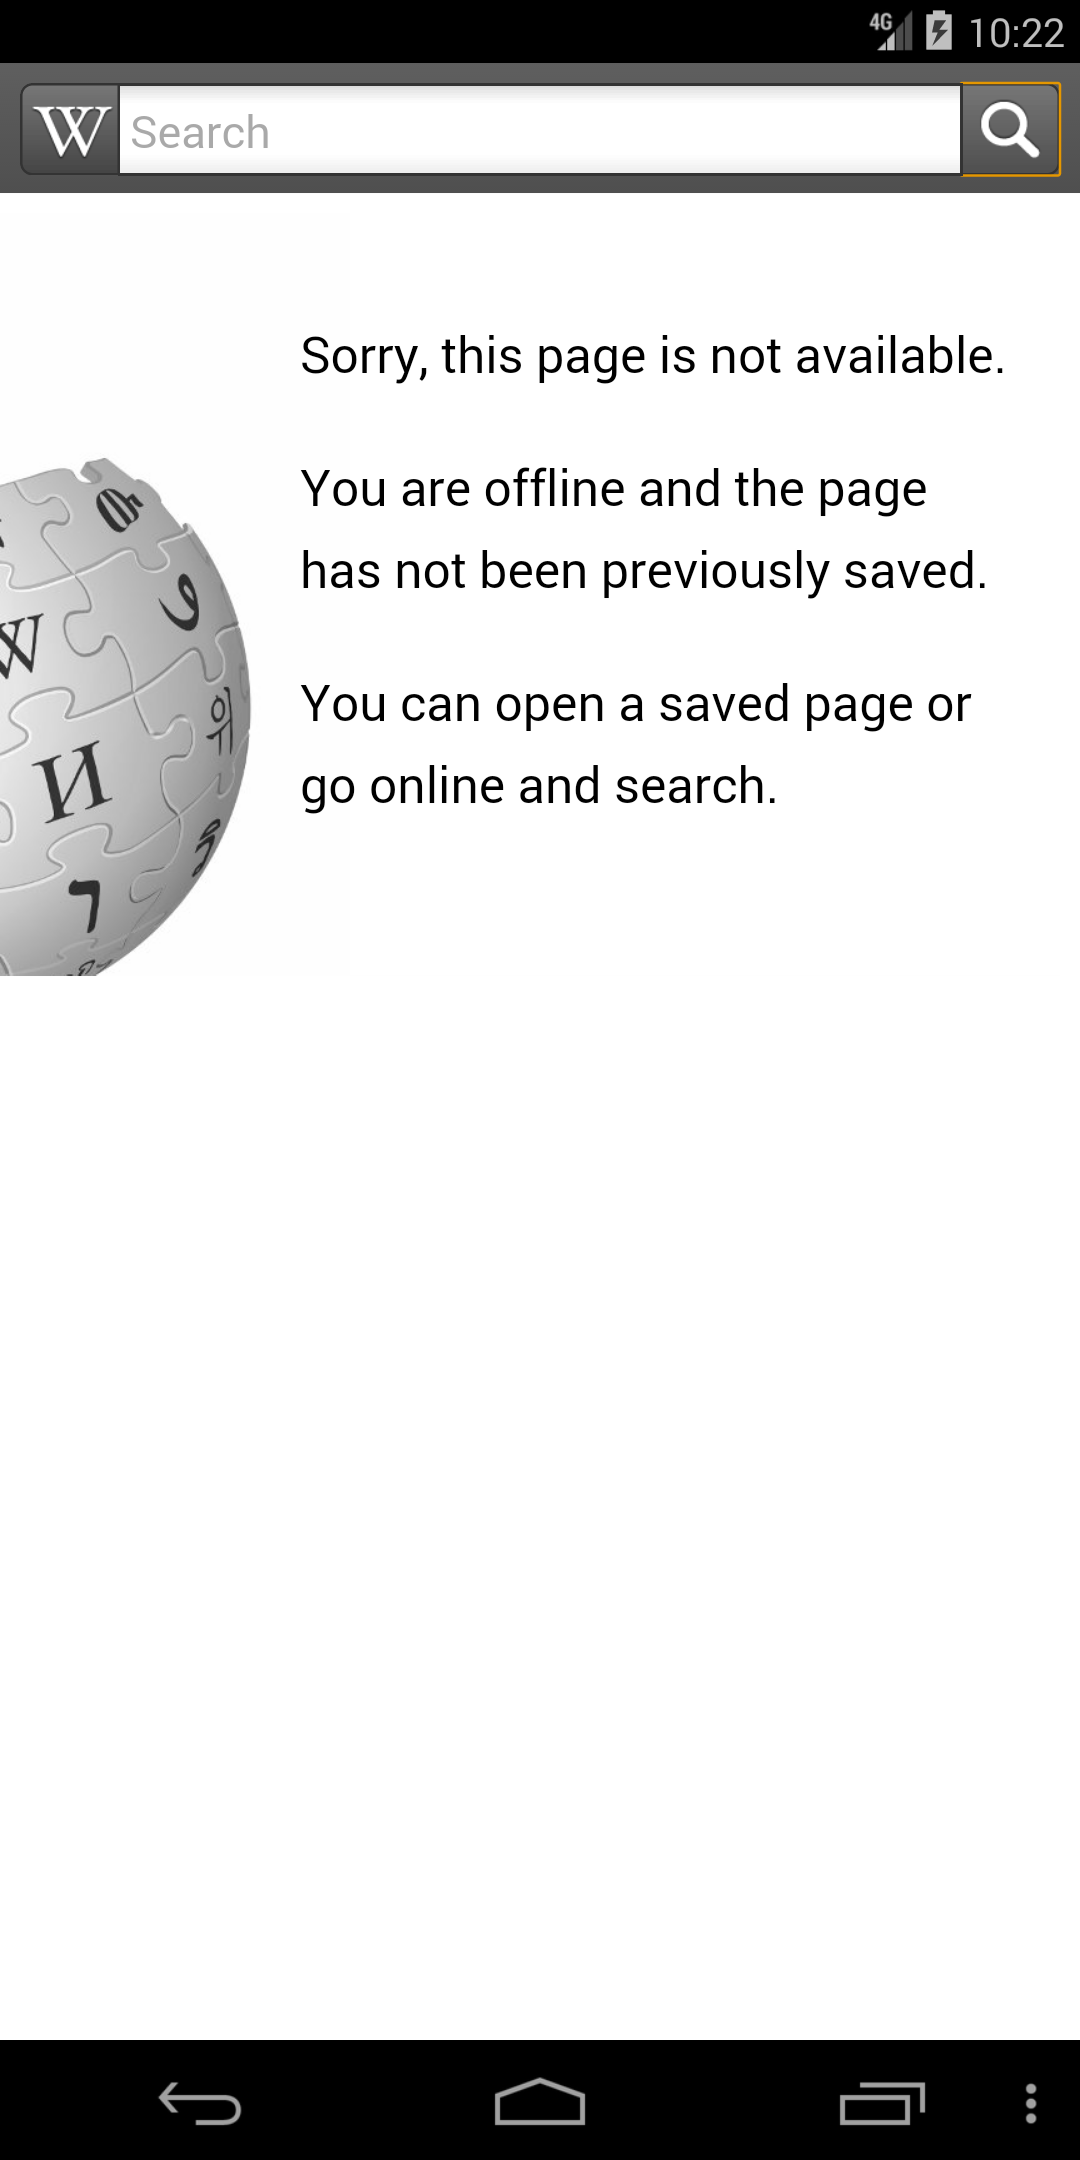 4G 10:22
W Search
Sorry, this page is not available.
You are offline and the page
has not been previously saved.
You can open a saved page or
go online and search.
W
И
위
ר